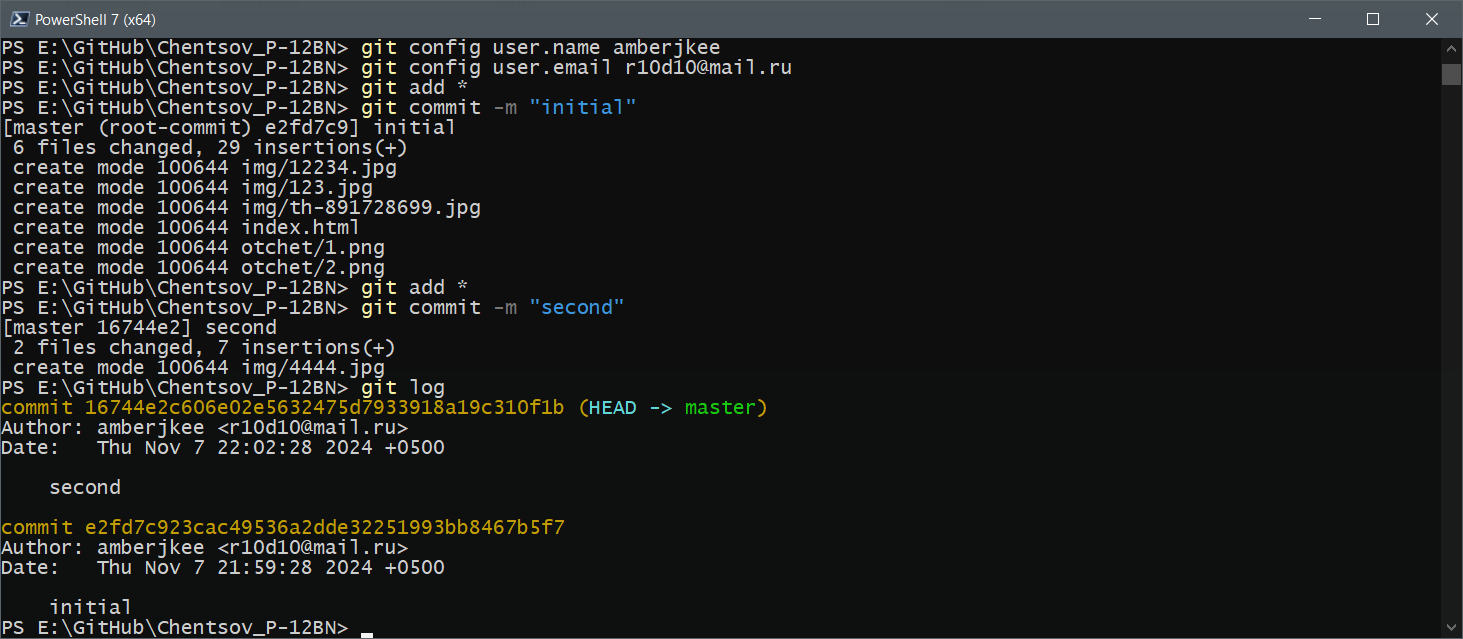 PowerShell 7 (x64)
PS E:\GitHub\Chentsov_P-12BN> git config user.name amberjkee
PS E:\GitHub\Chentsov_P-12BN> git config user.email r10d10@mail.ru
PS E:\GitHub\Chentsov_P-12BN> git add *
PS E:\GitHub\Chentsov_P-12BN> git commit -m "initial"
[master (root-commit) e2fd7c9] initial
 6 files changed, 29 insertions(+)
 create mode 100644 img/12234.jpg
 create mode 100644 img/123.jpg
 create mode 100644 img/th-891728699.jpg
 create mode 100644 index.html
 create mode 100644 otchet/1.png
 create mode 100644 otchet/2.png
PS E:\GitHub\Chentsov_P-12BN> git add *
PS E:\GitHub\Chentsov_P-12BN> git commit -m "second"
[master 16744e2] second
 2 files changed, 7 insertions(+)
 create mode 100644 img/4444.jpg
PS E:\GitHub\Chentsov_P-12BN> git log
commit 16744e2c606e02e5632475d7933918a19c310f1b (HEAD -> master)
Author: amberjkee <r10d10@mail.ru>
Date:   Thu Nov 7 22:02:28 2024 +0500
    second
commit e2fd7c923cac49536a2dde32251993bb8467b5f7
Author: amberjkee <r10d10@mail.ru>
Date:   Thu Nov 7 21:59:28 2024 +0500
    initial
PS E:\GitHub\Chentsov_P-12BN>